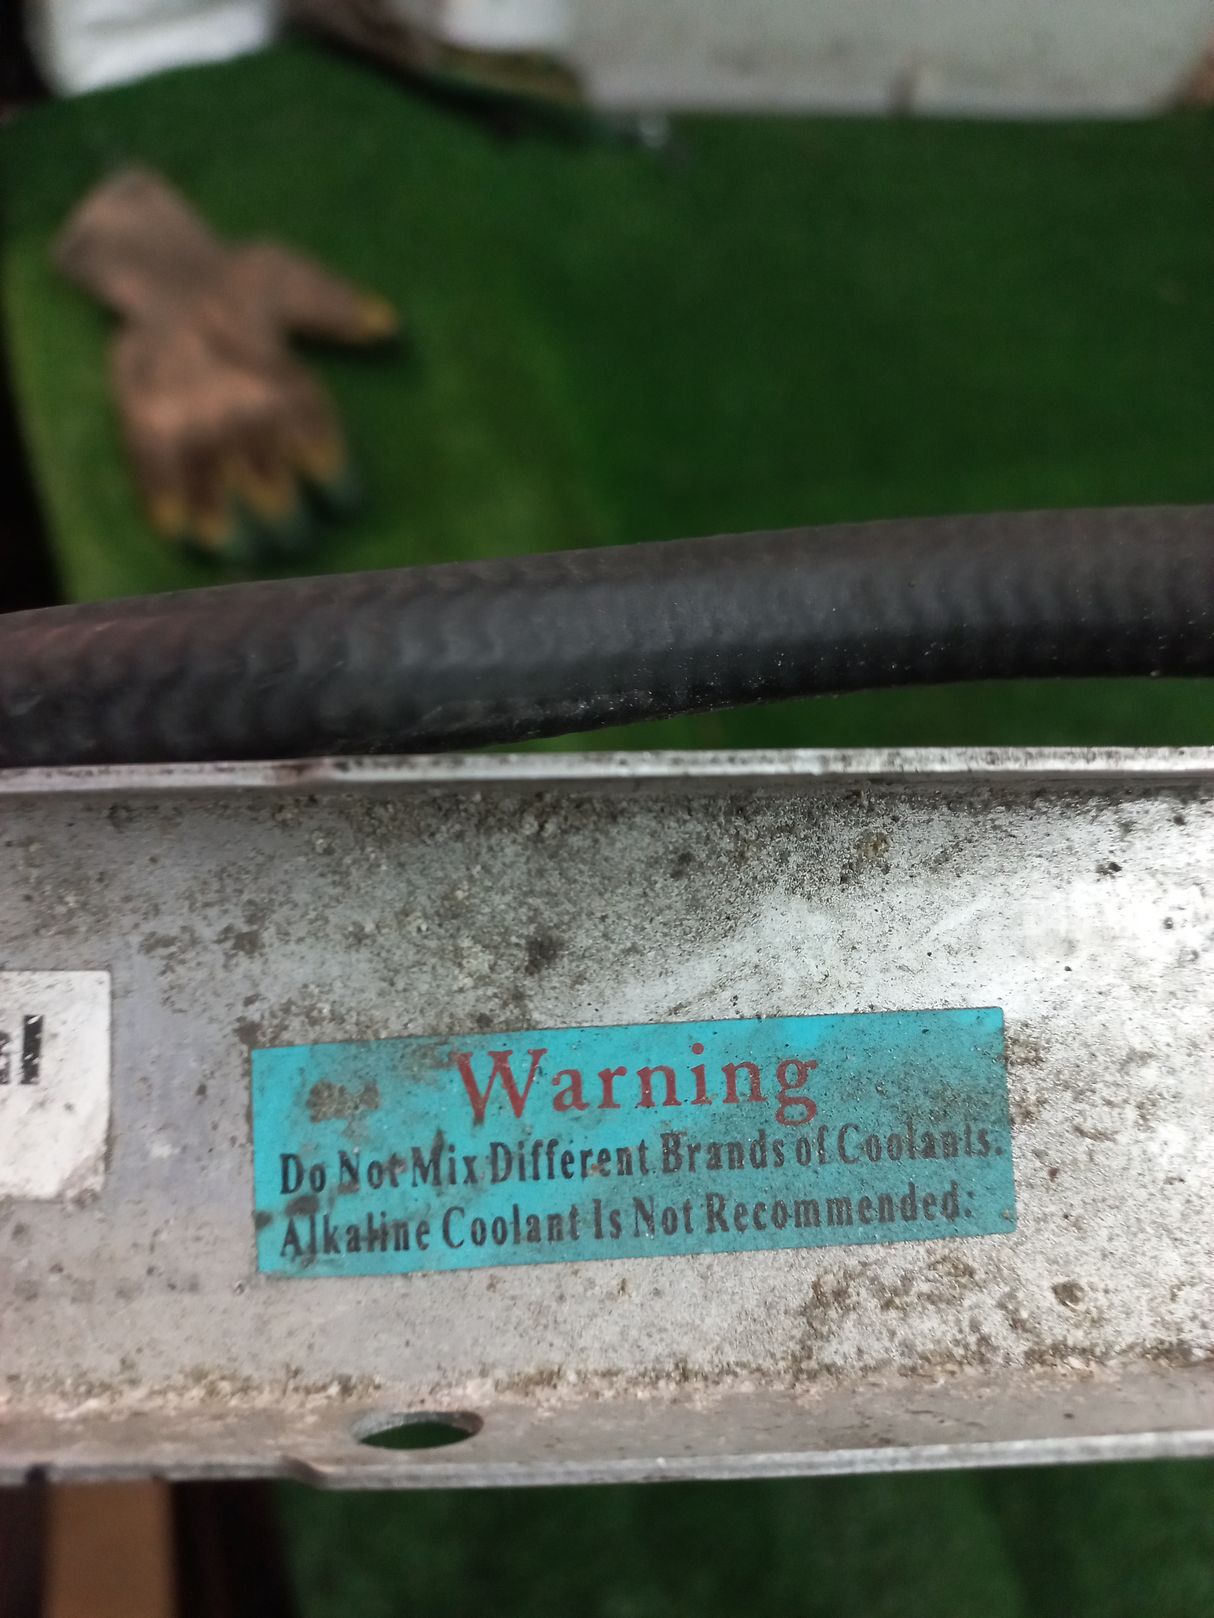 Warning
Do Not Mix Different Brands of Coolants.
Alkaline Coolant Is Not Recommended.